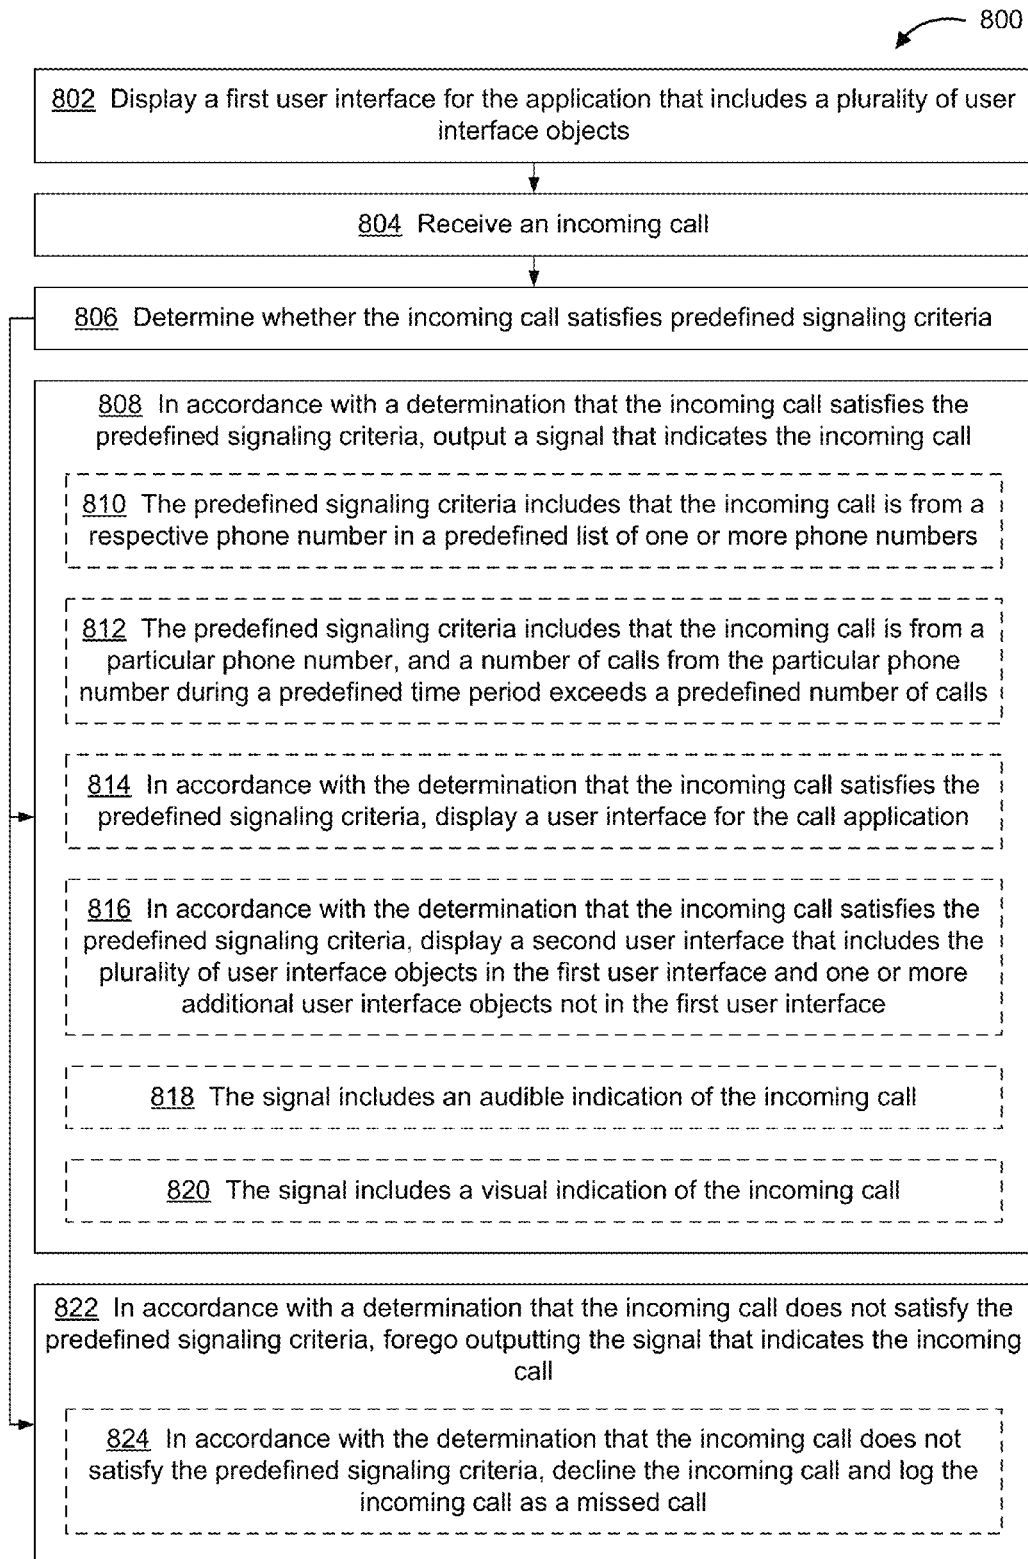 800
802 Display a first user interface for the application that includes a plurality of user
interface objects
804 Receive an incoming call
806 Determine whether the incoming call satisfies predefined signaling criteria
808 In accordance with a determination that the incoming call satisfies the
predefined signaling criteria, output a signal that indicates the incoming call
810 The predefined signaling criteria includes that the incoming call is from a
respective phone number in a predefined list of one or more phone numbers
812 The predefined signaling criteria includes that the incoming call is from a
particular phone number, and a number of calls from the particular phone
number during a predefined time period exceeds a predefined number of calls
814 In accordance with the determination that the incoming call satisfies the
predefined signaling criteria, display a user interface for the call application
816 In accordance with the determination that the incoming call satisfies the
predefined signaling criteria, display a second user interface that includes the
plurality of user interface objects in the first user interface and one or more
additional user interface objects not in the first user interface
818 The signal includes an audible indication of the incoming call
820 The signal includes a visual indication of the incoming call
822 In accordance with a determination that the incoming call does not satisfy the
predefined signaling criteria, forego outputting the signal that indicates the incoming
call
824 In accordance with the determination that the incoming call does not
satisfy the predefined signaling criteria, decline the incoming call and log the
incoming call as a missed call